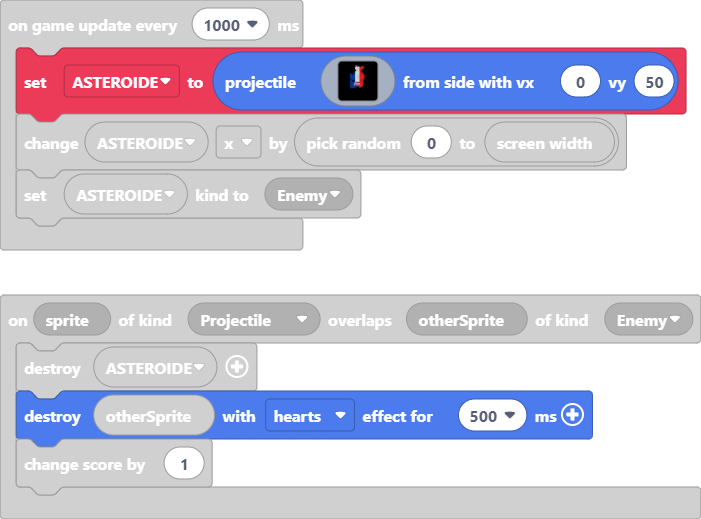 on game update every 1000 ms
set ASTEROIDE to projectile from side with vx 0 vy 50
change ASTEROIDE x by pick random 0 to screen width
set ASTEROIDE kind to Enemy
on sprite of kind Projectile overlaps otherSprite of kind Enemy
destroy ASTEROIDE
destroy otherSprite with hearts effect for 500 ms
change score by 1